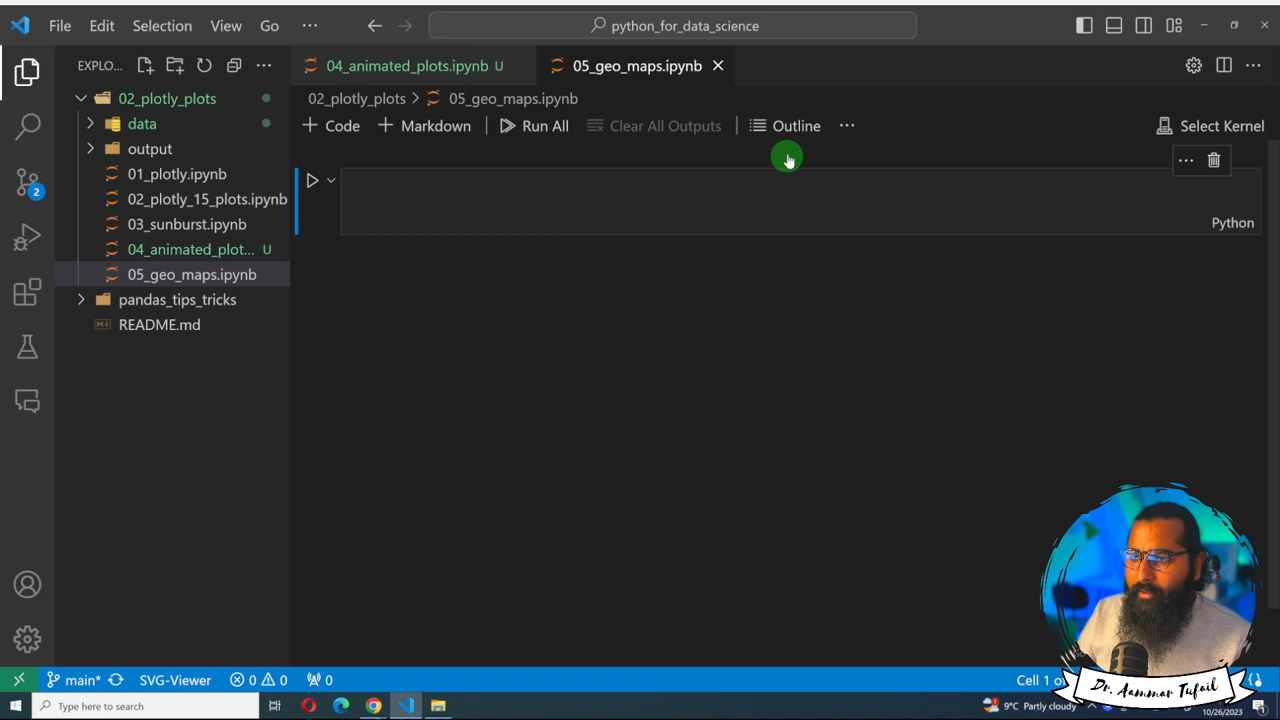 File Edit Selection View Go ··· python_for_data_science
EXPLO... ···
04_animated_plots.ipynb U
05_geo_maps.ipynb
02_plotly_plots
data
output
01_plotly.ipynb
02_plotly_15_plots.ipynb
03_sunburst.ipynb
04_animated_plot... U
05_geo_maps.ipynb
pandas_tips_tricks
README.md
02_plotly_plots > 05_geo_maps.ipynb
+ Code + Markdown Run All Clear All Outputs Outline ··· Select Kernel
Python
2
main* SVG-Viewer 0 0 0 Cell 1 o
Dr. Aammar Tufail
Type here to search
9°C Partly cloudy
10/26/2023